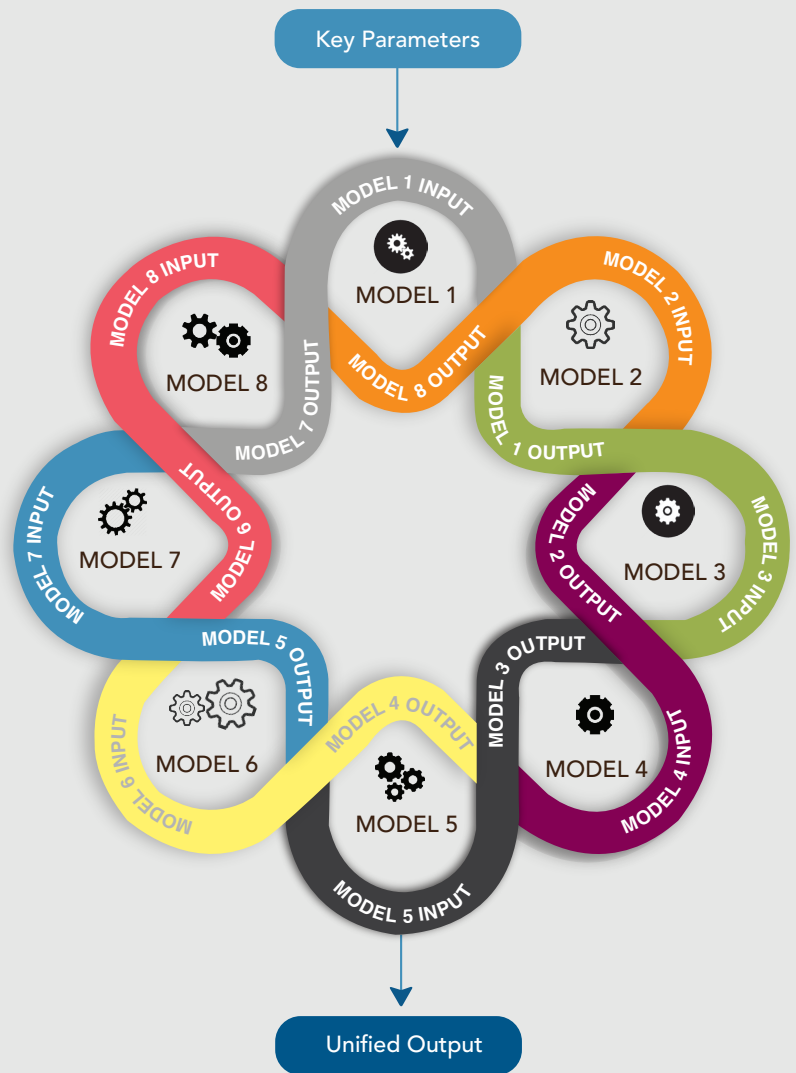 Key Parameters
MODEL 1 INPUT
MODEL 1
MODEL 8 INPUT
MODEL 2 INPUT
MODEL 8
MODEL 8 OUTPUT
MODEL 2
MODEL 7 OUTPUT
MODEL 1 OUTPUT
MODEL 7 INPUT
MODEL 7
MODEL 6 OUTPUT
MODEL 2 OUTPUT
MODEL 3
MODEL 3 INPUT
MODEL 5 OUTPUT
MODEL 3 OUTPUT
MODEL 6
MODEL 6 INPUT
MODEL 4 OUTPUT
MODEL 4
MODEL 4 INPUT
MODEL 5
MODEL 5 INPUT
Unified Output